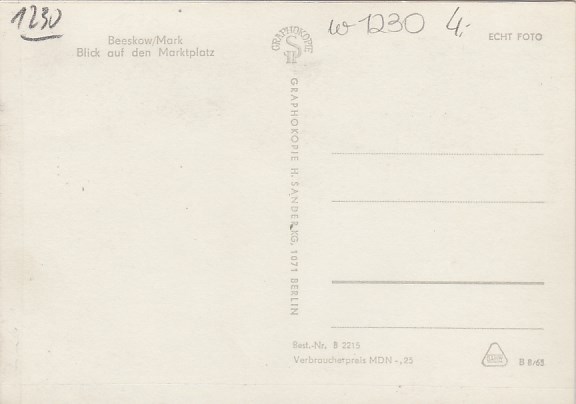 1230
Beeskow/Mark
Blick auf den Marktplatz
GRAPHOKOPIE
GRAPHOKOPIE H. SANDER KG, 1071 BERLIN
w 1230 4,-
ECHT FOTO
Best.-Nr. B 2215
Verbraucherpreis MDN -,25
B 8/65